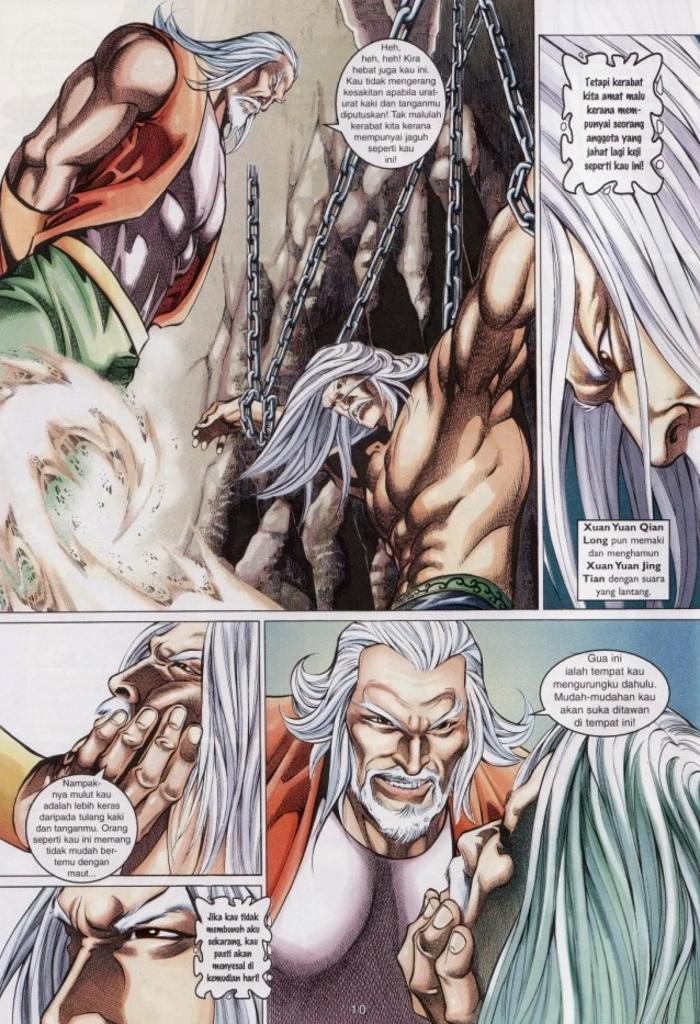 Heh,
heh, heh! Kira
hebat juga kau ini.
Kau tidak mengerang
kesakitan apabila urat-
urat kaki dan tanganmu
diputuskan! Tak malulah
kerabat kita kerana
mempunyai jaguh
seperti kau
ini!
Tetapi kerabat
kita amat malu
kerana mem-
punyai seorang
anggota yang
jahat lagi keji
seperti kau ini!
Xuan Yuan Qian
Long pun memaki
dan menghamun
Xuan Yuan Jing
Tian dengan suara
yang lantang.
Nampak-
nya mulut kau
adalah lebih keras
daripada tulang kaki
dan tanganmu. Orang
seperti kau ini memang
tidak mudah ber-
temu dengan
maut...
Gua ini
ialah tempat kau
mengurungku dahulu.
Mudah-mudahan kau
akan suka ditawan
di tempat ini!
Jika kau tidak
membunuh aku
sekarang, kau
pasti akan
menyesal di
kemudian hari!
10